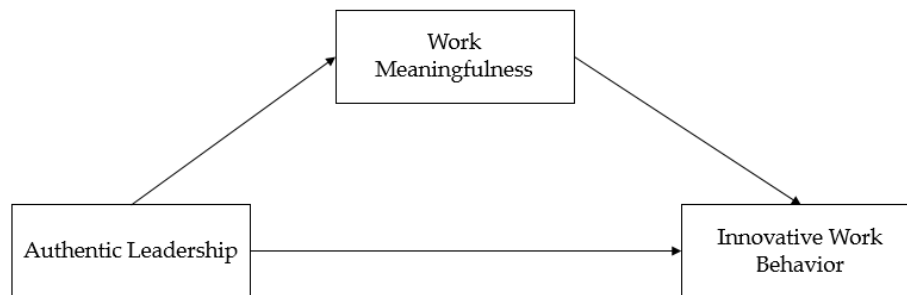 Work
Meaningfulness
Authentic Leadership
Innovative Work
Behavior